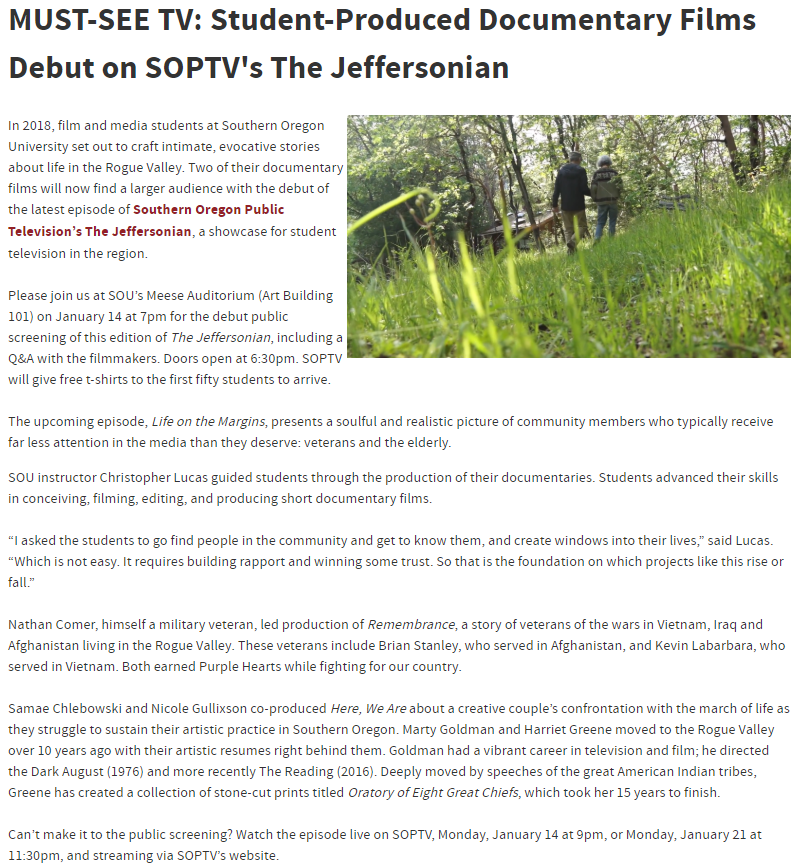 MUST-SEE TV: Student-Produced Documentary Films
Debut on SOPTV's The Jeffersonian
In 2018, film and media students at Southern Oregon
University set out to craft intimate, evocative stories
about life in the Rogue Valley. Two of their documentary
films will now find a larger audience with the debut of
the latest episode of Southern Oregon Public
Television’s The Jeffersonian, a showcase for student
television in the region.
Please join us at SOU’s Meese Auditorium (Art Building
101) on January 14 at 7pm for the debut public
screening of this edition of The Jeffersonian, including a
Q&A with the filmmakers. Doors open at 6:30pm. SOPTV
will give free t-shirts to the first fifty students to arrive.
The upcoming episode, Life on the Margins, presents a soulful and realistic picture of community members who typically receive
far less attention in the media than they deserve: veterans and the elderly.
SOU instructor Christopher Lucas guided students through the production of their documentaries. Students advanced their skills
in conceiving, filming, editing, and producing short documentary films.
“I asked the students to go find people in the community and get to know them, and create windows into their lives,” said Lucas.
“Which is not easy. It requires building rapport and winning some trust. So that is the foundation on which projects like this rise or
fall.”
Nathan Comer, himself a military veteran, led production of Remembrance, a story of veterans of the wars in Vietnam, Iraq and
Afghanistan living in the Rogue Valley. These veterans include Brian Stanley, who served in Afghanistan, and Kevin Labarbara, who
served in Vietnam. Both earned Purple Hearts while fighting for our country.
Samae Chlebowski and Nicole Gullixson co-produced Here, We Are about a creative couple’s confrontation with the march of life as
they struggle to sustain their artistic practice in Southern Oregon. Marty Goldman and Harriet Greene moved to the Rogue Valley
over 10 years ago with their artistic resumes right behind them. Goldman had a vibrant career in television and film; he directed
the Dark August (1976) and more recently The Reading (2016). Deeply moved by speeches of the great American Indian tribes,
Greene has created a collection of stone-cut prints titled Oratory of Eight Great Chiefs, which took her 15 years to finish.
Can’t make it to the public screening? Watch the episode live on SOPTV, Monday, January 14 at 9pm, or Monday, January 21 at
11:30pm, and streaming via SOPTV’s website.